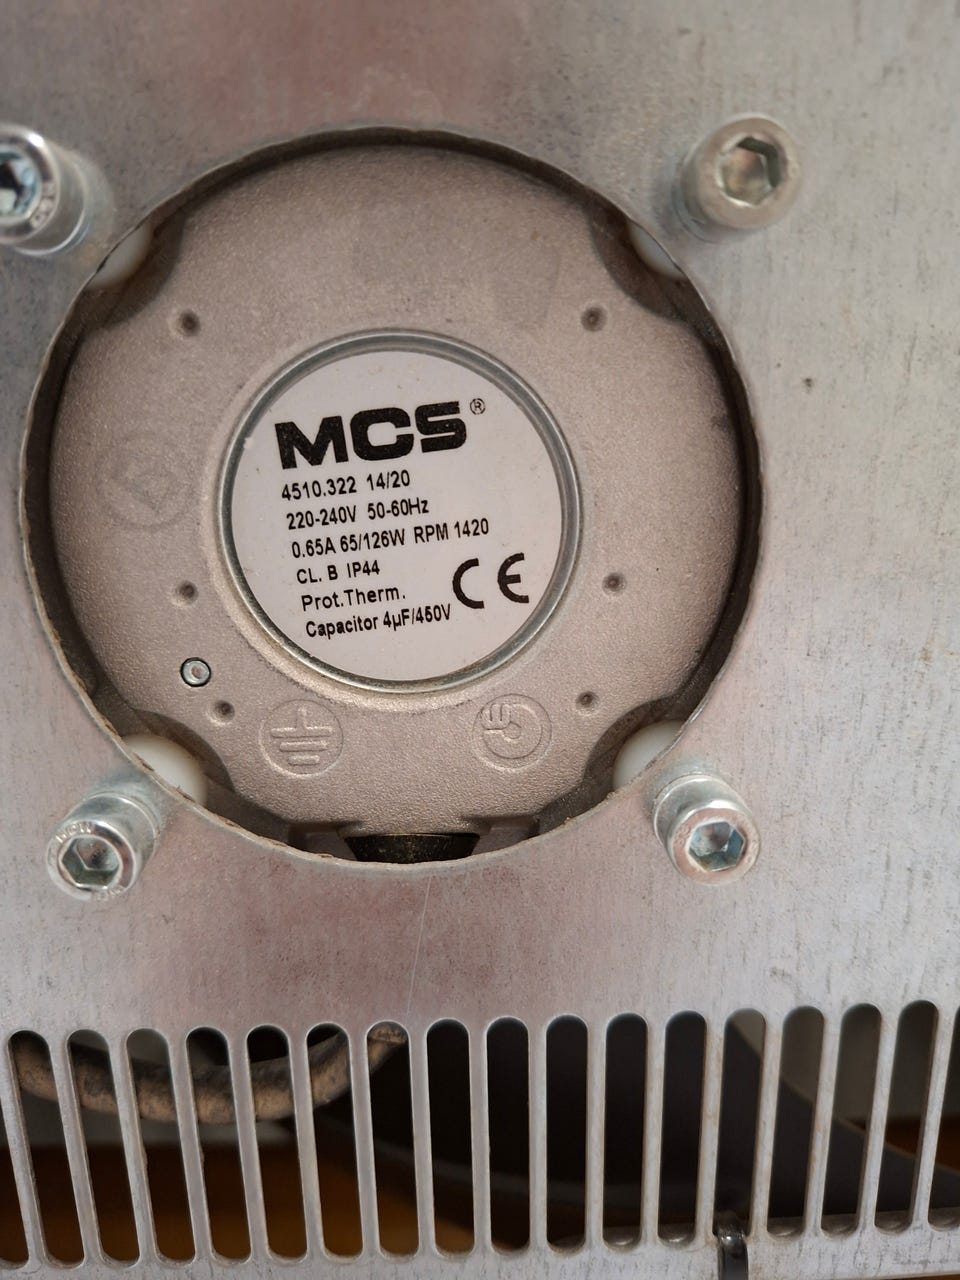 MCS®
4510.322 14/20
220-240V 50-60Hz
0.65A 65/126W RPM 1420
CL. B IP44
Prot.Therm.
CE
Capacitor 4µF/450V